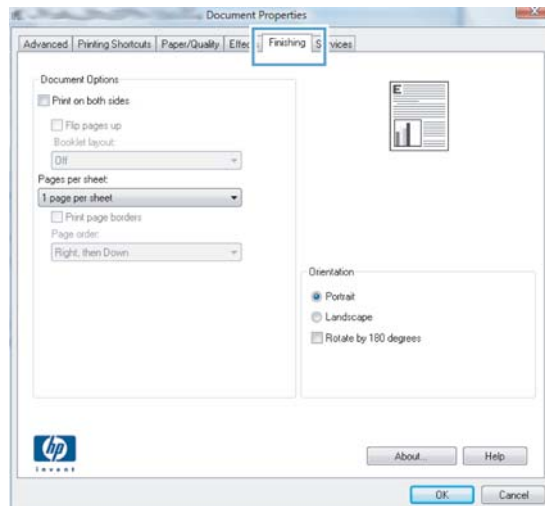 Document Properties
Advanced Printing Shortcuts Paper/Quality Finishing
Document Options
Print on both sides
Flip pages up
Booklet layout:
Off
Pages per sheet:
1 page per sheet
Print page borders
Page order:
Right, then Down
E
Orientation
Portrait
Landscape
Rotate by 180 degrees
hp
invent
About... Help
OK Cancel